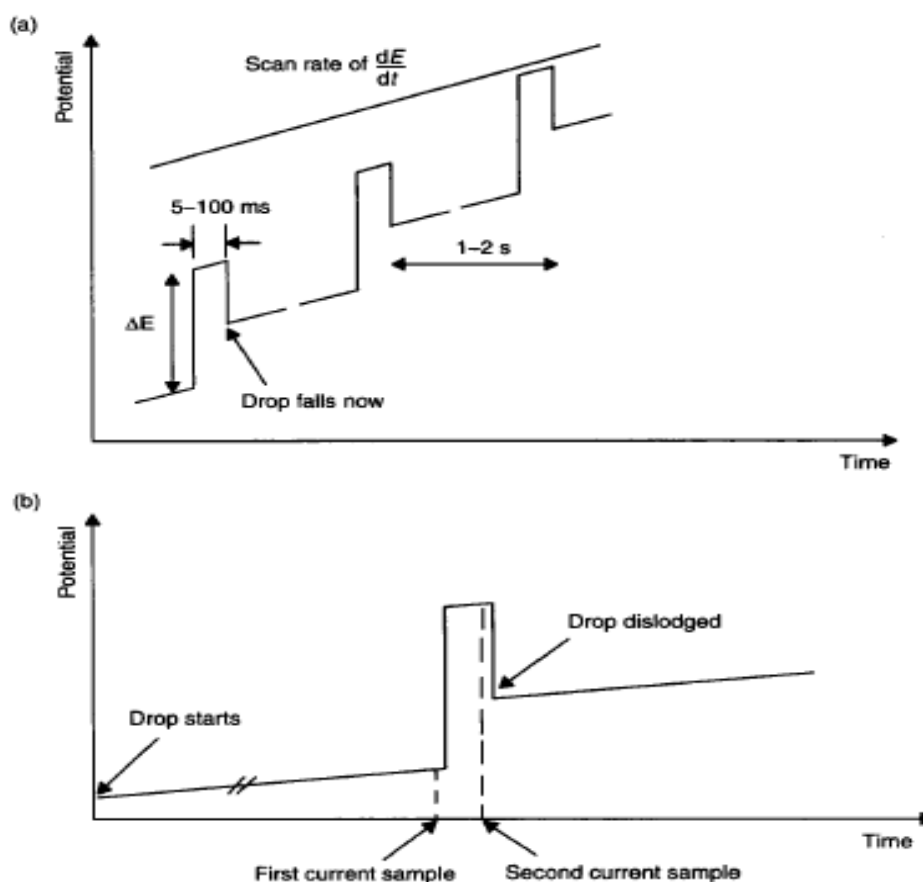 (a)
Potential
Scan rate of dE/dt
5–100 ms
1–2 s
ΔE
Drop falls now
Time
(b)
Potential
Drop dislodged
Drop starts
Time
First current sample
Second current sample